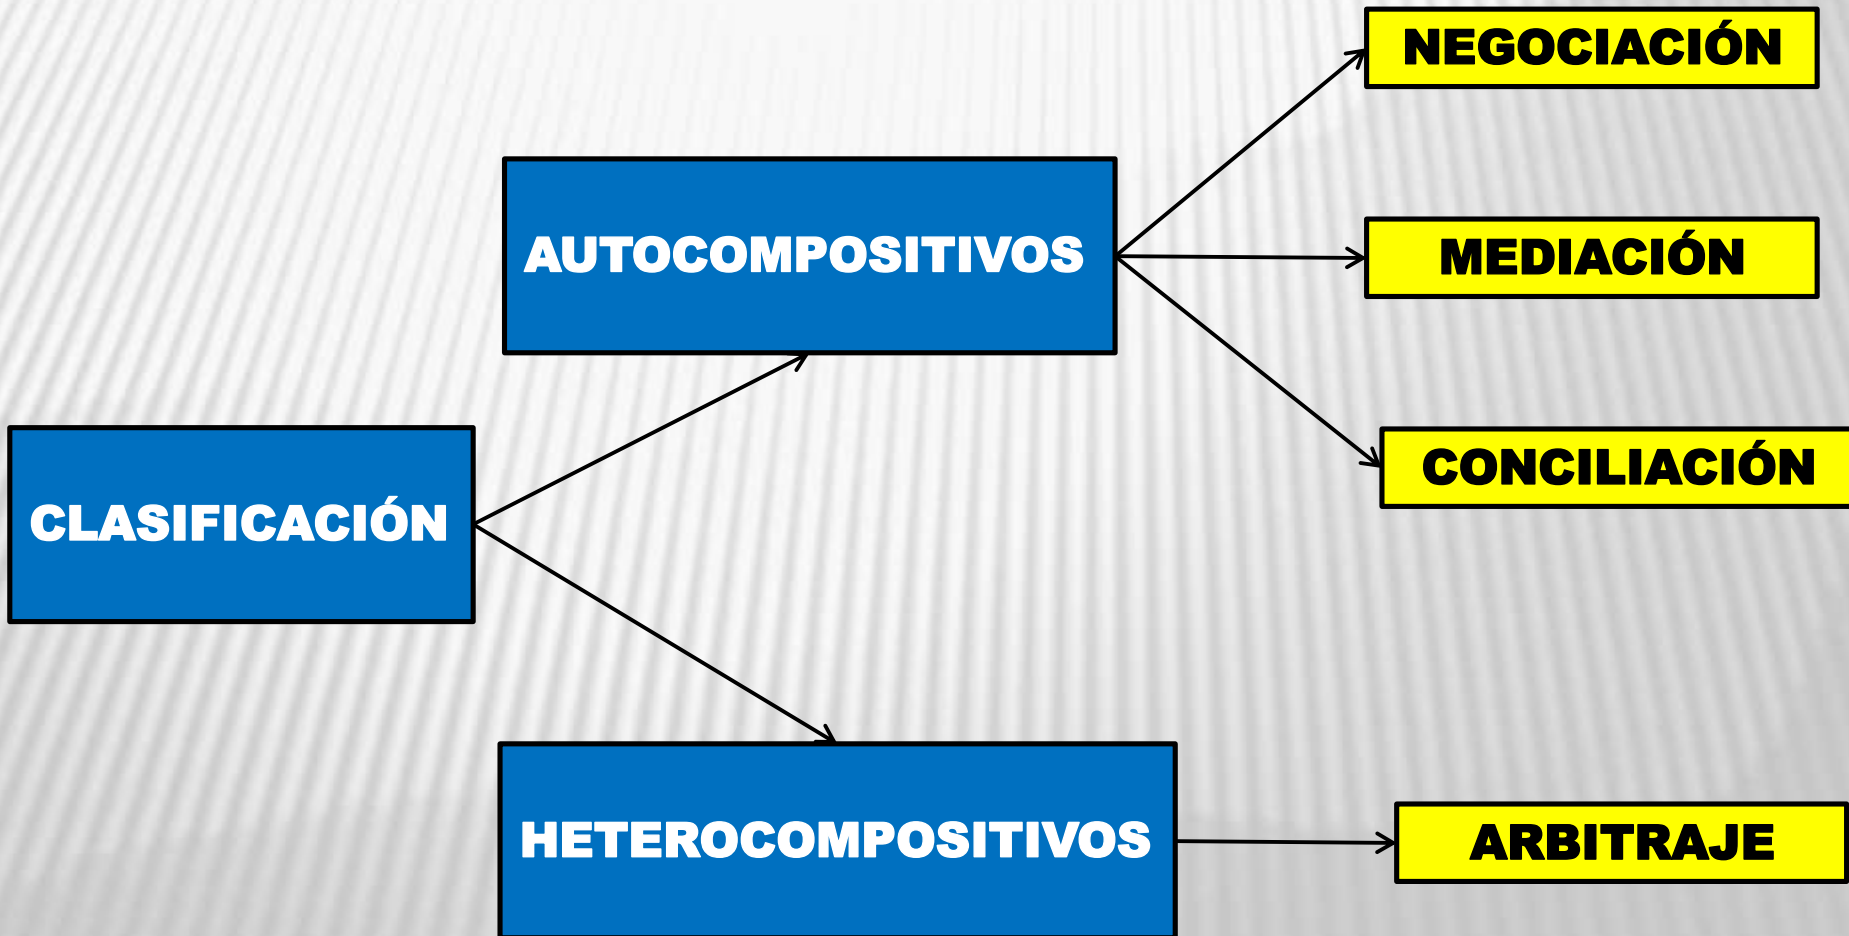 NEGOCIACIÓN
AUTOCOMPOSITIVOS
MEDIACIÓN
CONCILIACIÓN
CLASIFICACIÓN
HETEROCOMPOSITIVOS
ARBITRAJE